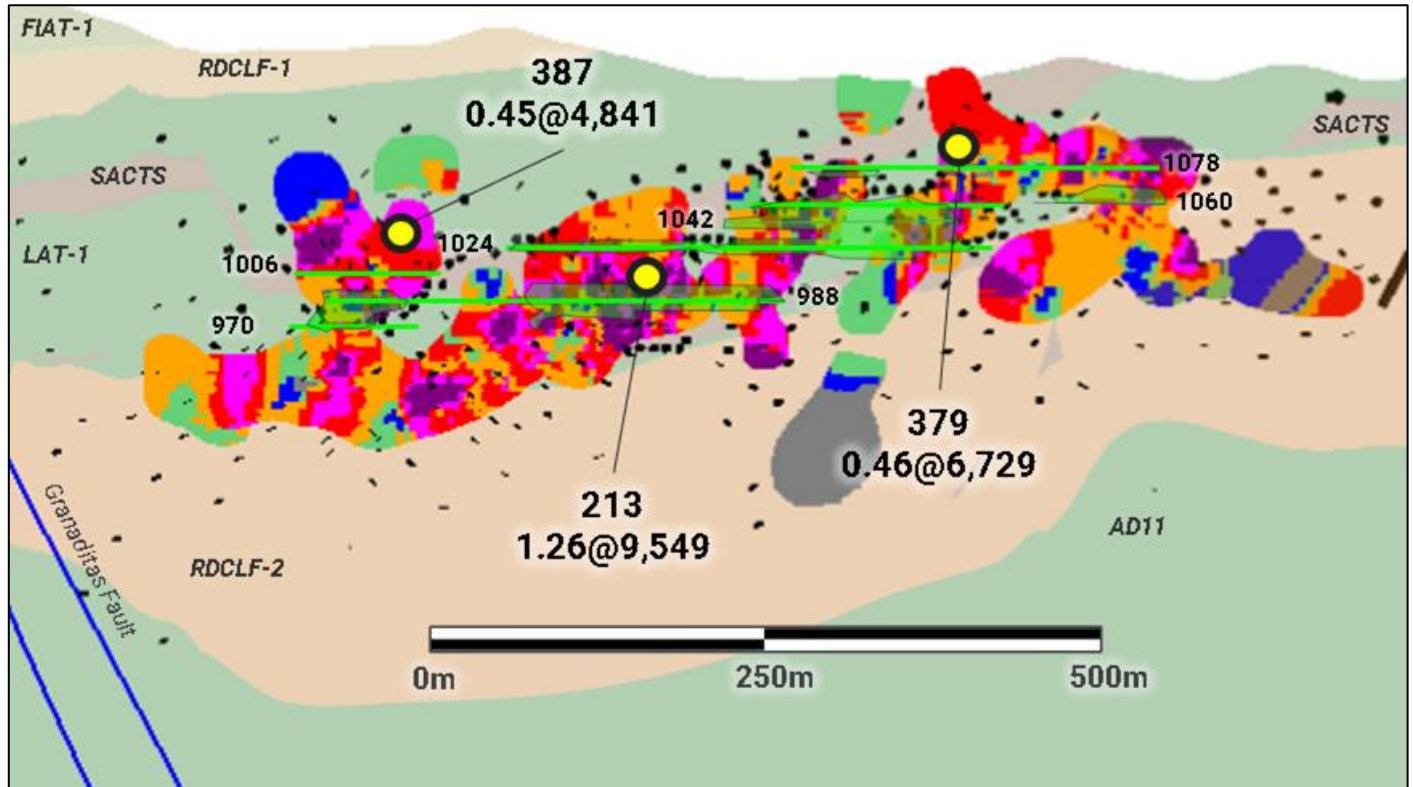 FIAT-1
RDCLF-1
387
0.45@4,841
SACTS
SACTS
1078
1060
1042
1024
LAT-1
1006
988
970
379
0.46@6,729
213
1.26@9,549
AD11
Granaditas Fault
RDCLF-2
0m
250m
500m